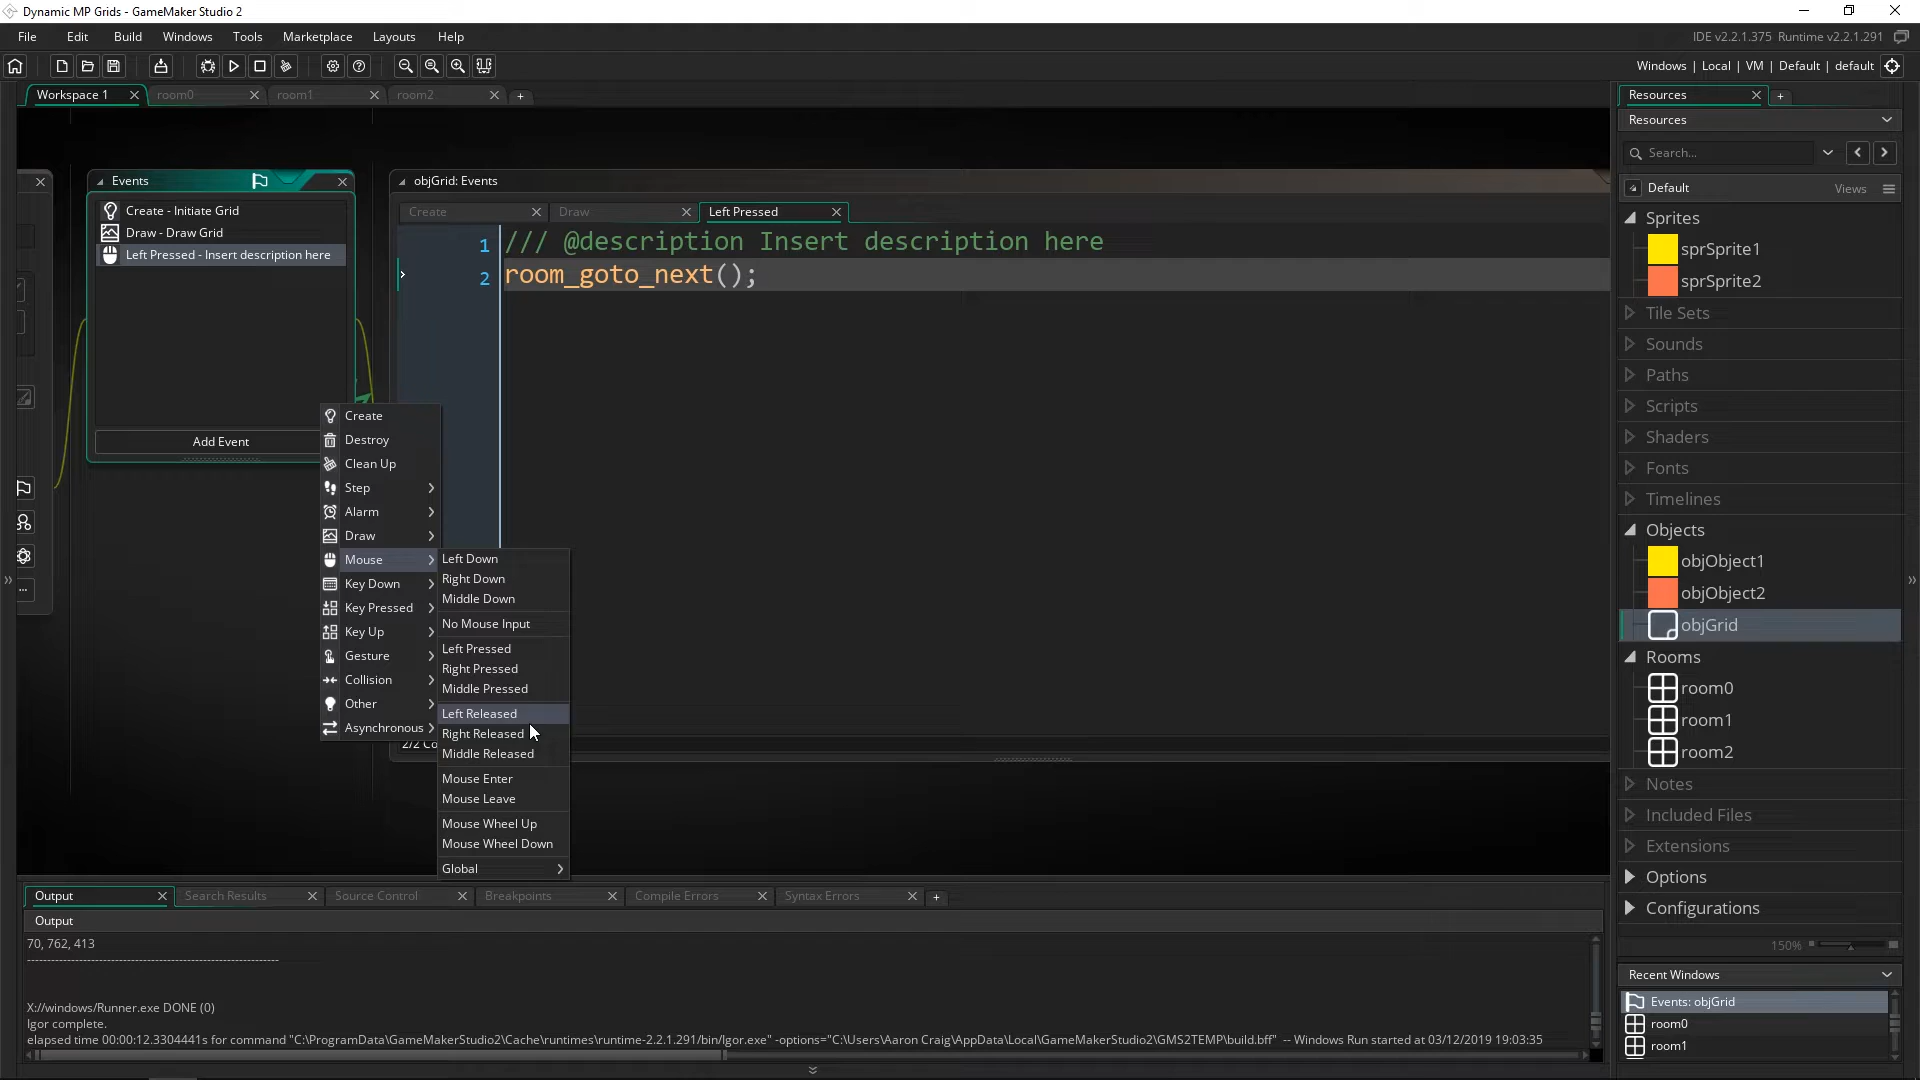 Dynamic MP Grids - GameMaker Studio 2
File Edit Build Windows Tools Marketplace Layouts Help
IDE v2.2.1.375 Runtime v2.2.1.291
Windows | Local | VM | Default | default
Workspace 1
room0
room1
room2
Events
Create - Initiate Grid
Draw - Draw Grid
Left Pressed - Insert description here
Add Event
objGrid: Events
Create
Draw
Left Pressed
1 /// @description Insert description here
2 room_goto_next();
Create
Destroy
Clean Up
Step
Alarm
Draw
Mouse
Key Down
Key Pressed
Key Up
Gesture
Collision
Other
Asynchronous
2/2 Co
Left Down
Right Down
Middle Down
No Mouse Input
Left Pressed
Right Pressed
Middle Pressed
Left Released
Right Released
Middle Released
Mouse Enter
Mouse Leave
Mouse Wheel Up
Mouse Wheel Down
Global
Resources
Resources
Search...
Default
Views
Sprites
sprSprite1
sprSprite2
Tile Sets
Sounds
Paths
Scripts
Shaders
Fonts
Timelines
Objects
objObject1
objObject2
objGrid
Rooms
room0
room1
room2
Notes
Included Files
Extensions
Options
Configurations
150%
Recent Windows
Events: objGrid
room0
room1
Output
Search Results
Source Control
Breakpoints
Compile Errors
Syntax Errors
Output
70, 762, 413
----------------------------------------------------------------
X://windows/Runner.exe DONE (0)
Igor complete.
elapsed time 00:00:12.3304441s for command "C:\ProgramData\GameMakerStudio2\Cache\runtimes\runtime-2.2.1.291/bin/Igor.exe" -options="C:\Users\Aaron Craig\AppData\Local\GameMakerStudio2\GMS2TEMP\build.bff" -- Windows Run started at 03/12/2019 19:03:35